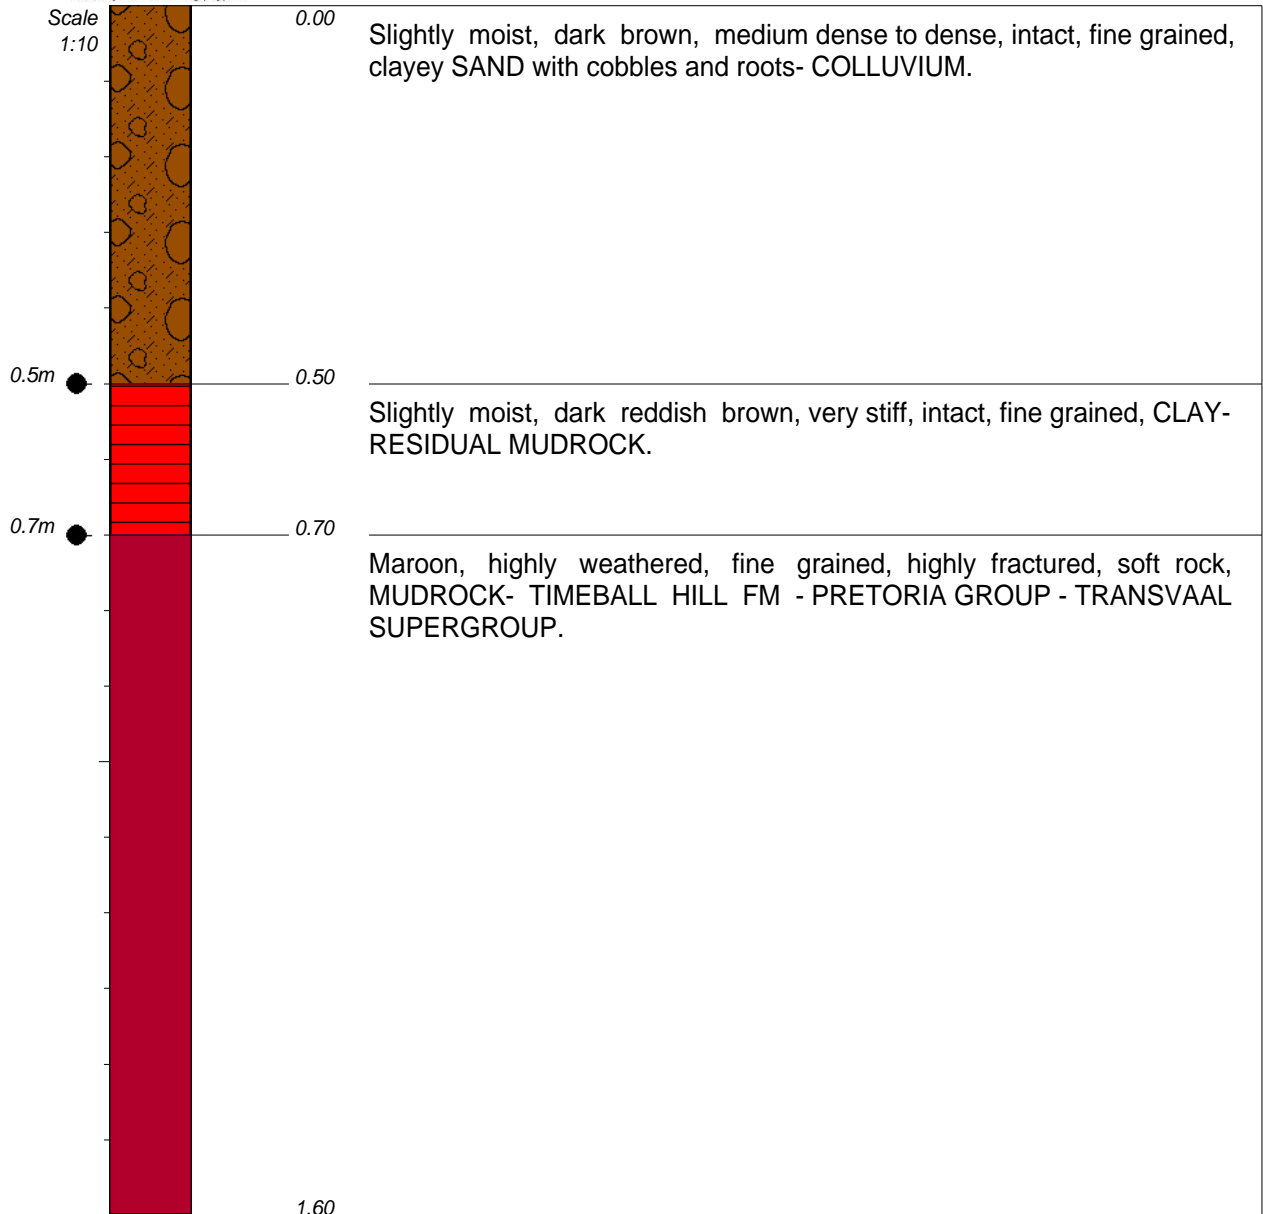 Scale
1:10
0.00
Slightly moist, dark brown, medium dense to dense, intact, fine grained,
clayey SAND with cobbles and roots- COLLUVIUM.
0.5m
0.50
Slightly moist, dark reddish brown, very stiff, intact, fine grained, CLAY-
RESIDUAL MUDROCK.
0.7m
0.70
Maroon, highly weathered, fine grained, highly fractured, soft rock,
MUDROCK- TIMEBALL HILL FM - PRETORIA GROUP - TRANSVAAL
SUPERGROUP.
1.60